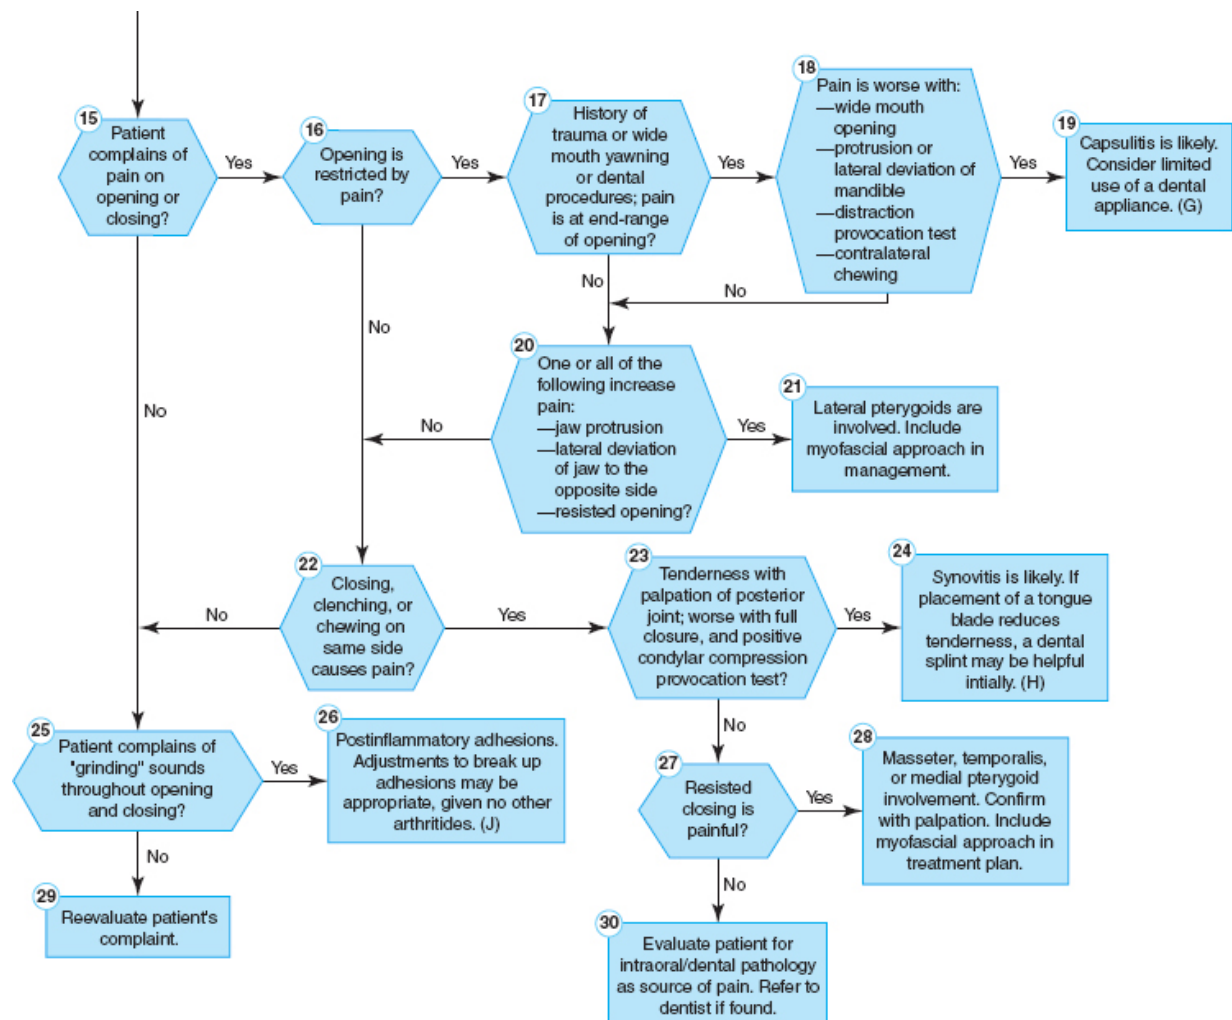 15
Patient
complains of
pain on
opening or
closing?
Yes
16
Opening is
restricted by
pain?
Yes
17
History of
trauma or wide
mouth yawning
or dental
procedures; pain
is at end-range
of opening?
Yes
18
Pain is worse with:
—wide mouth
opening
—protrusion or
lateral deviation of
mandible
—distraction
provocation test
—contralateral
chewing
Yes
19
Capsulitis is likely.
Consider limited
use of a dental
appliance. (G)
No
No
No
No
20
One or all of the
following increase
pain:
—jaw protrusion
—lateral deviation
of jaw to the
opposite side
—resisted opening?
No
Yes
21
Lateral pterygoids are
involved. Include
myofascial approach in
management.
22
Closing,
clenching, or
chewing on
same side
causes pain?
No
Yes
23
Tenderness with
palpation of posterior
joint; worse with full
closure, and positive
condylar compression
provocation test?
Yes
24
Synovitis is likely. If
placement of a tongue
blade reduces
tenderness, a dental
splint may be helpful
intially. (H)
No
25
Patient complains of
"grinding" sounds
throughout opening
and closing?
Yes
26
Postinflammatory adhesions.
Adjustments to break up
adhesions may be
appropriate, given no other
arthritides. (J)
No
27
Resisted
closing is
painful?
Yes
28
Masseter, temporalis,
or medial pterygoid
involvement. Confirm
with palpation. Include
myofascial approach in
treatment plan.
No
29
Reevaluate patient's
complaint.
30
Evaluate patient for
intraoral/dental pathology
as source of pain. Refer to
dentist if found.